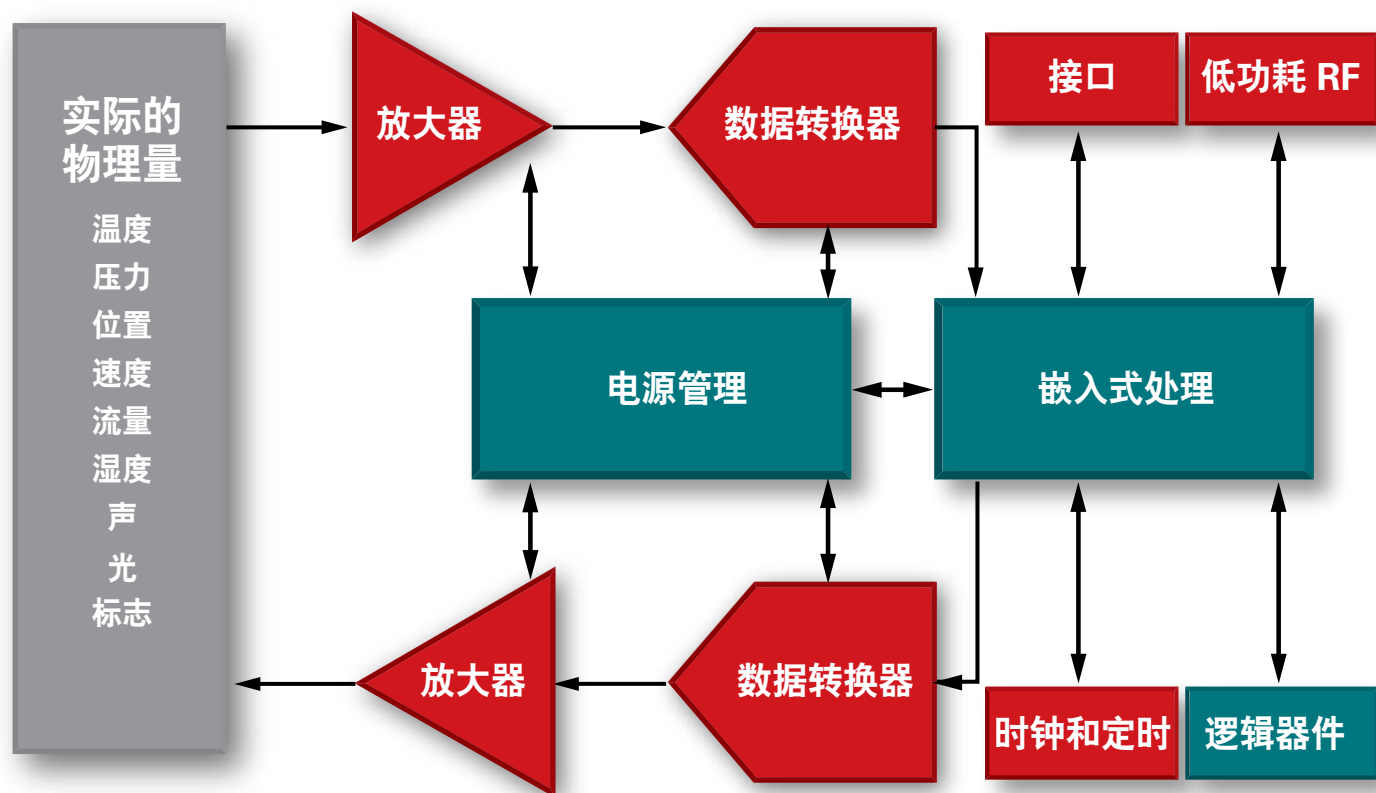 实际的
物理量
温度
压力
位置
速度
流量
湿度
声
光
标志
放大器
数据转换器
接口
低功耗 RF
电源管理
嵌入式处理
放大器
数据转换器
时钟和定时
逻辑器件